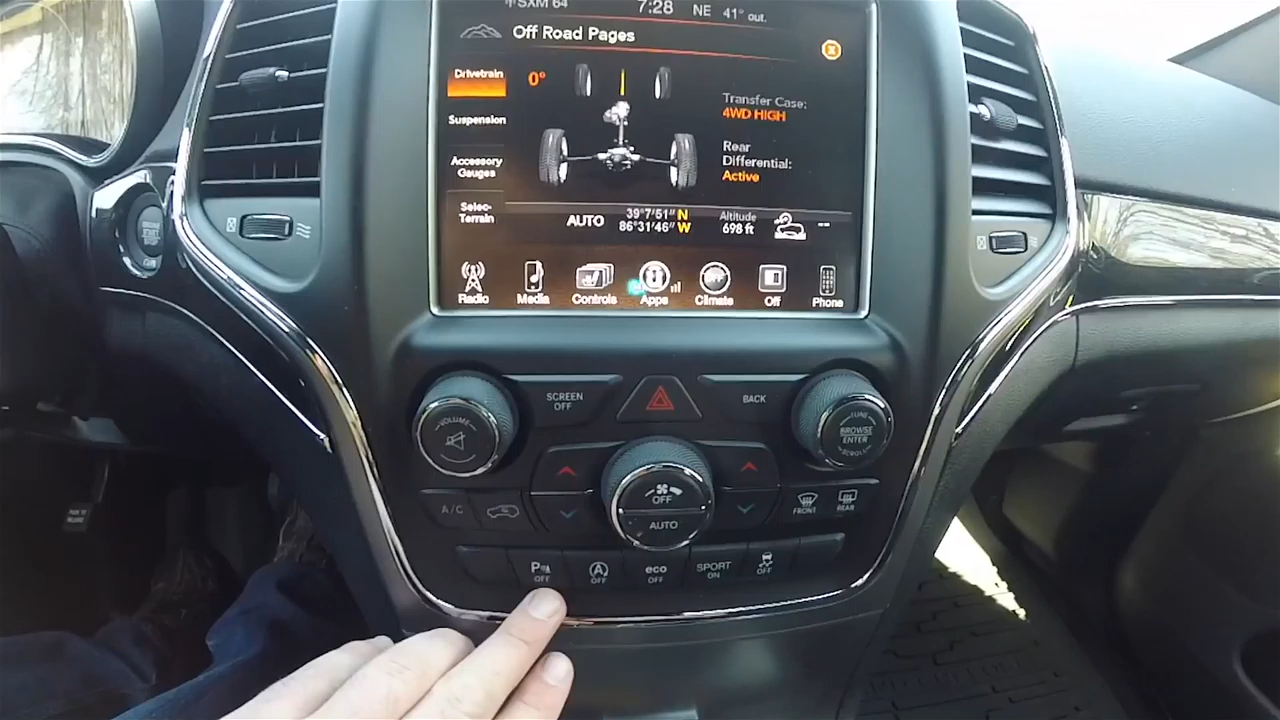 SXM 64 7:28 NE 41° out.
Off Road Pages
Drivetrain
0°
Transfer Case:
4WD HIGH
Suspension
Rear
Differential:
Active
Accessory
Gauges
Selec-
Terrain
AUTO
39°7'51" N
86°31'46" W
Altitude
698 ft
Radio
Media
Controls
Apps
Climate
Off
Phone
SCREEN
OFF
BACK
VOLUME
TUNE
BROWSE
ENTER
SCROLL
OFF
AUTO
A/C
FRONT
REAR
P
OFF
A
OFF
eco
OFF
SPORT
ON
OFF